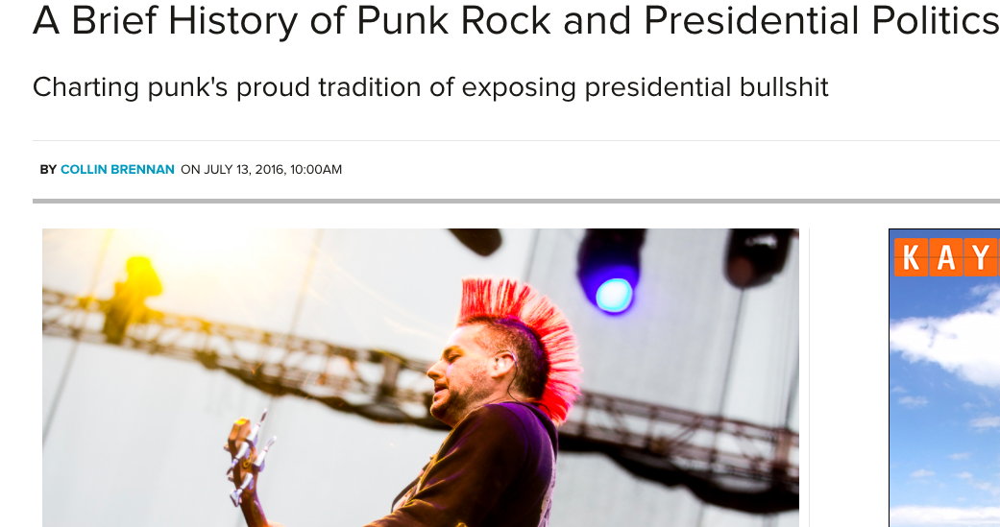 A Brief History of Punk Rock and Presidential Politics
Charting punk's proud tradition of exposing presidential bullshit
BY COLLIN BRENNAN ON JULY 13, 2016, 10:00AM
KAY